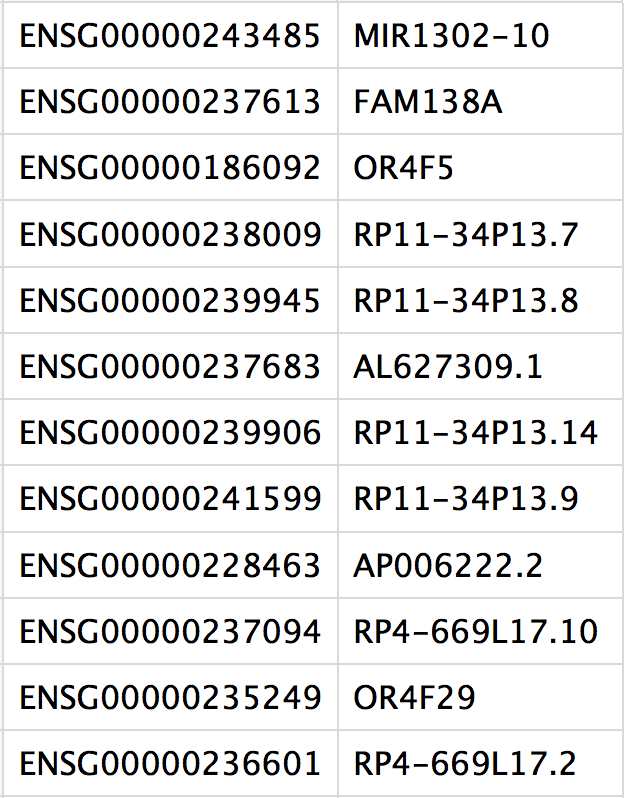 ENSG00000243485 MIR1302-10
ENSG00000237613 FAM138A
ENSG00000186092 OR4F5
ENSG00000238009 RP11-34P13.7
ENSG00000239945 RP11-34P13.8
ENSG00000237683 AL627309.1
ENSG00000239906 RP11-34P13.14
ENSG00000241599 RP11-34P13.9
ENSG00000228463 AP006222.2
ENSG00000237094 RP4-669L17.10
ENSG00000235249 OR4F29
ENSG00000236601 RP4-669L17.2